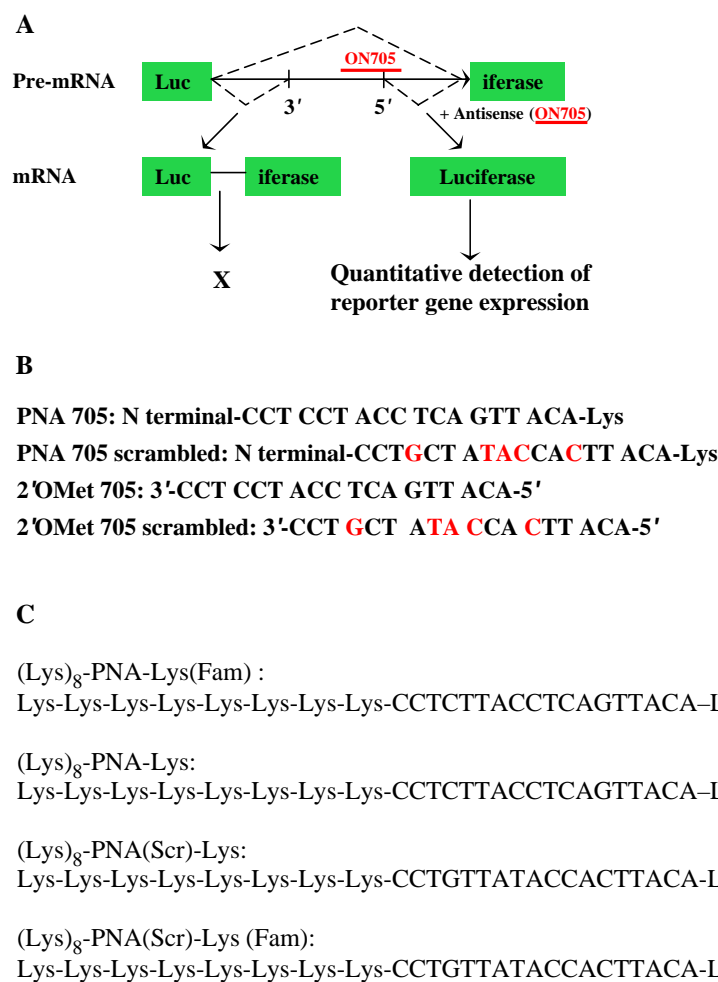 A
ON705
Pre-mRNA Luc iferase
3′ 5′ + Antisense (ON705)
mRNA Luc iferase Luciferase
X Quantitative detection of
reporter gene expression
B
PNA 705: N terminal-CCT CCT ACC TCA GTT ACA-Lys
PNA 705 scrambled: N terminal-CCTGCT ATACCACTT ACA-Lys
2′OMet 705: 3′-CCT CCT ACC TCA GTT ACA-5′
2′OMet 705 scrambled: 3′-CCT GCT ATA CCA CTT ACA-5′
C
(Lys)8-PNA-Lys(Fam) :
Lys-Lys-Lys-Lys-Lys-Lys-Lys-Lys-CCTCTTACCTCAGTTACA–L
(Lys)8-PNA-Lys:
Lys-Lys-Lys-Lys-Lys-Lys-Lys-Lys-CCTCTTACCTCAGTTACA–L
(Lys)8-PNA(Scr)-Lys:
Lys-Lys-Lys-Lys-Lys-Lys-Lys-Lys-CCTGTTATACCACTTACA-L
(Lys)8-PNA(Scr)-Lys (Fam):
Lys-Lys-Lys-Lys-Lys-Lys-Lys-Lys-CCTGTTATACCACTTACA-L